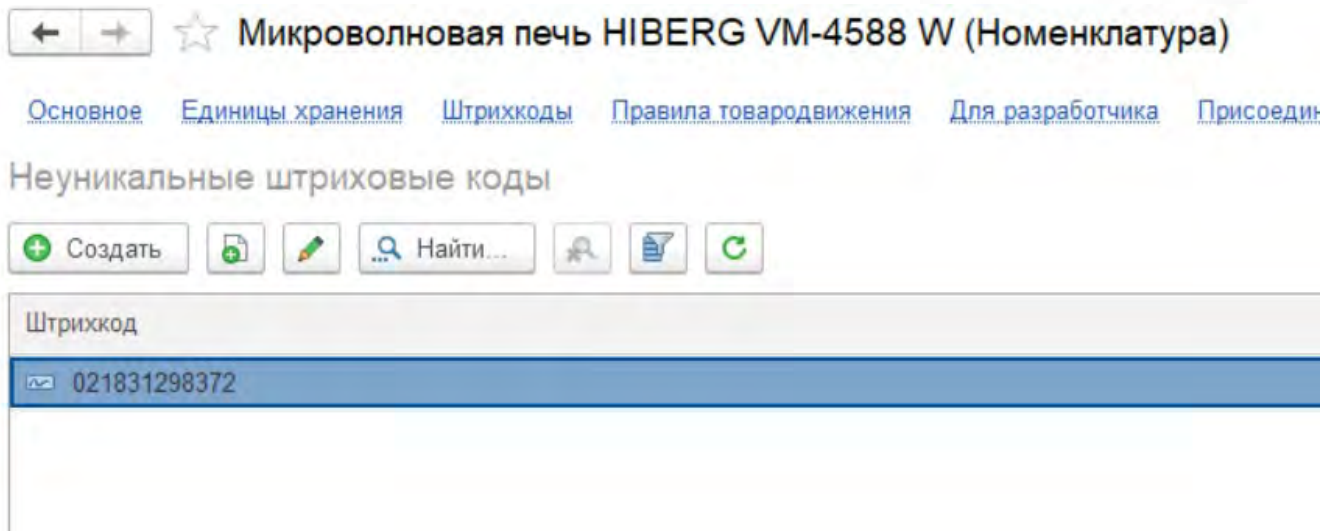 Микроволновая печь HIBERG VM-4588 W (Номенклатура)
Основное Единицы хранения Штрихкоды Правила товародвижения Для разработчика Присоедин
Неуникальные штриховые коды
Создать Найти...
Штрихкод
021831298372